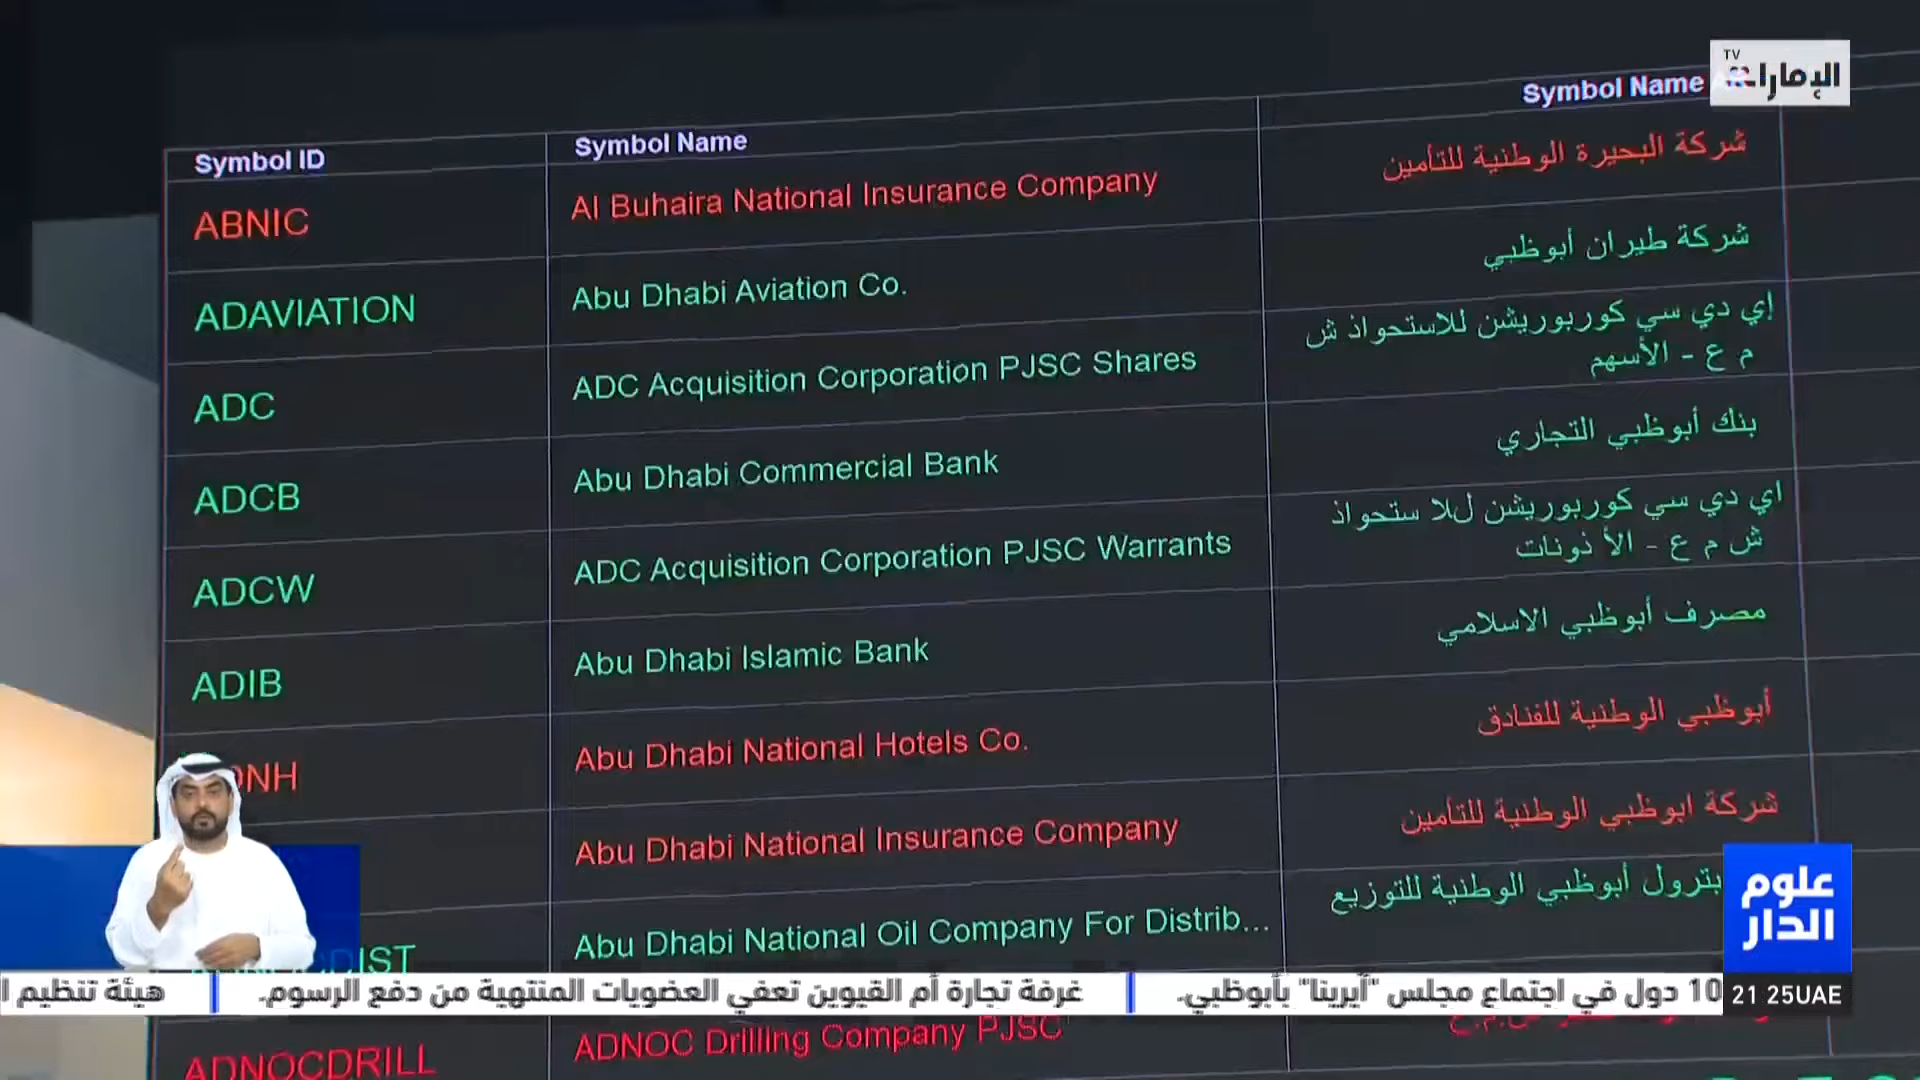 TV
الإمارات
Symbol ID
Symbol Name
Symbol Name
ABNIC
Al Buhaira National Insurance Company
شركة البحيرة الوطنية للتأمين
ADAVIATION
Abu Dhabi Aviation Co.
شركة طيران أبوظبي
ADC
ADC Acquisition Corporation PJSC Shares
إي دي سي كوربوريشن للاستحواذ ش
م ع - الأسهم
ADCB
Abu Dhabi Commercial Bank
بنك أبوظبي التجاري
ADCW
ADC Acquisition Corporation PJSC Warrants
اي دي سي كوربوريشن للا ستحواذ
ش م ع - الأ ذونات
ADIB
Abu Dhabi Islamic Bank
مصرف أبوظبي الاسلامي
DNH
Abu Dhabi National Hotels Co.
أبوظبي الوطنية للفنادق
Abu Dhabi National Insurance Company
شركة ابوظبي الوطنية للتأمين
DIST
Abu Dhabi National Oil Company For Distrib...
بترول أبوظبي الوطنية للتوزيع
علوم
الدار
10 دول في اجتماع مجلس "آيرينا" بأبوظبي. | غرفة تجارة أم القيوين تعفي العضويات المنتهية من دفع الرسوم. | هيئة تنظيم ا
21 25UAE
ADNOCDRILL
ADNOC Drilling Company PJSC